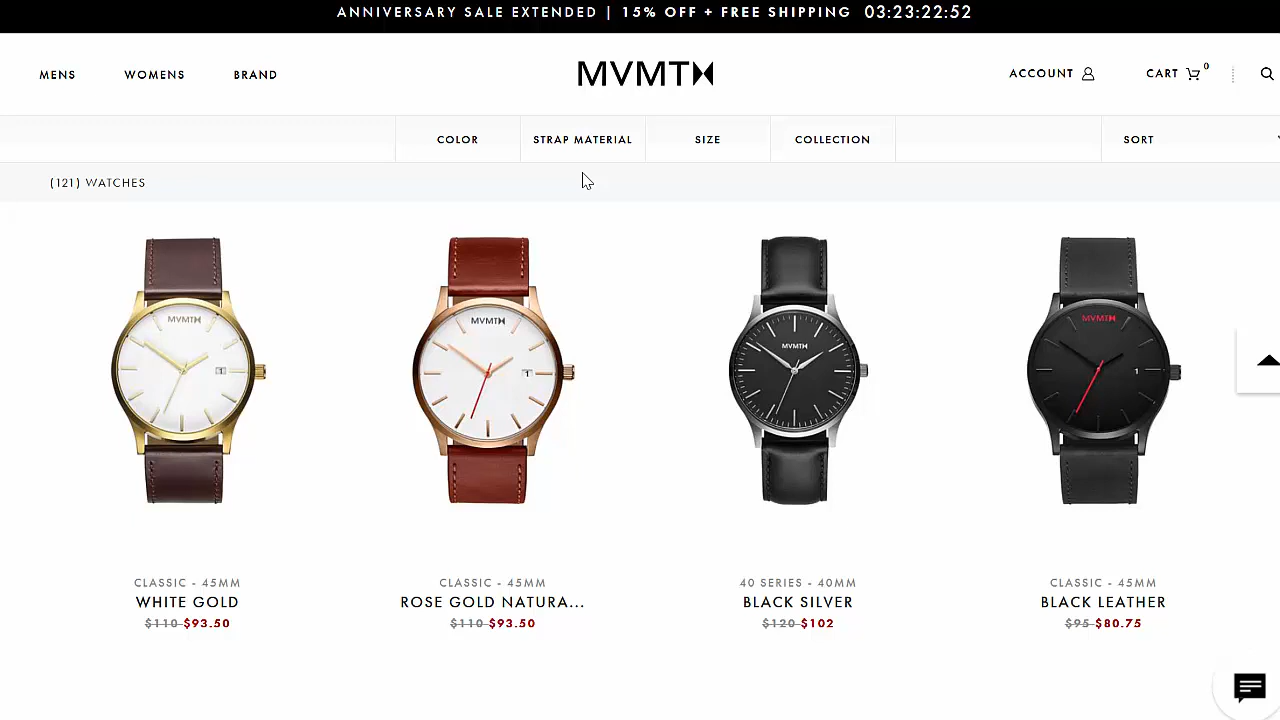 ANNIVERSARY SALE EXTENDED | 15% OFF + FREE SHIPPING 03:23:22:52
MENS WOMENS BRAND MVMT ACCOUNT CART 0
COLOR STRAP MATERIAL SIZE COLLECTION SORT
(121) WATCHES
MVMT
1
MVMT
1
MVMT
MVMT
1
CLASSIC - 45MM
WHITE GOLD
$110 $93.50
CLASSIC - 45MM
ROSE GOLD NATURA...
$110 $93.50
40 SERIES - 40MM
BLACK SILVER
$120 $102
CLASSIC - 45MM
BLACK LEATHER
$95 $80.75